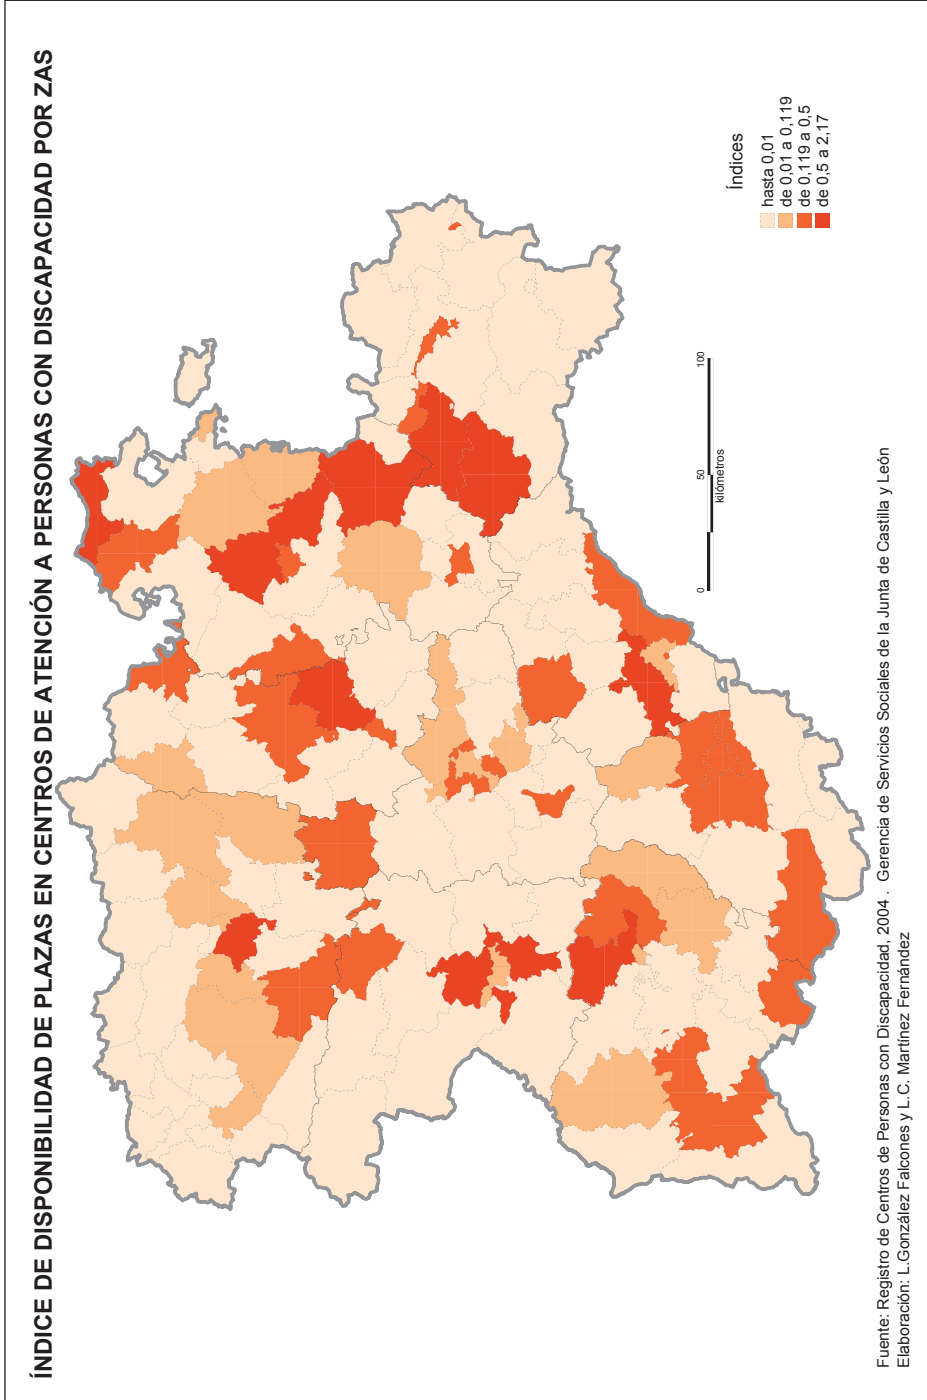 ÍNDICE DE DISPONIBILIDAD DE PLAZAS EN CENTROS DE ATENCIÓN A PERSONAS CON DISCAPACIDAD POR ZAS
Índices
hasta 0,01
de 0,01 a 0,119
de 0,119 a 0,5
de 0,5 a 2,17
0 50 100
kilómetros
Fuente: Registro de Centros de Personas con Discapacidad, 2004 . Gerencia de Servicios Sociales de la Junta de Castilla y León
Elaboración: L.González Falcones y L.C. Martínez Fernández